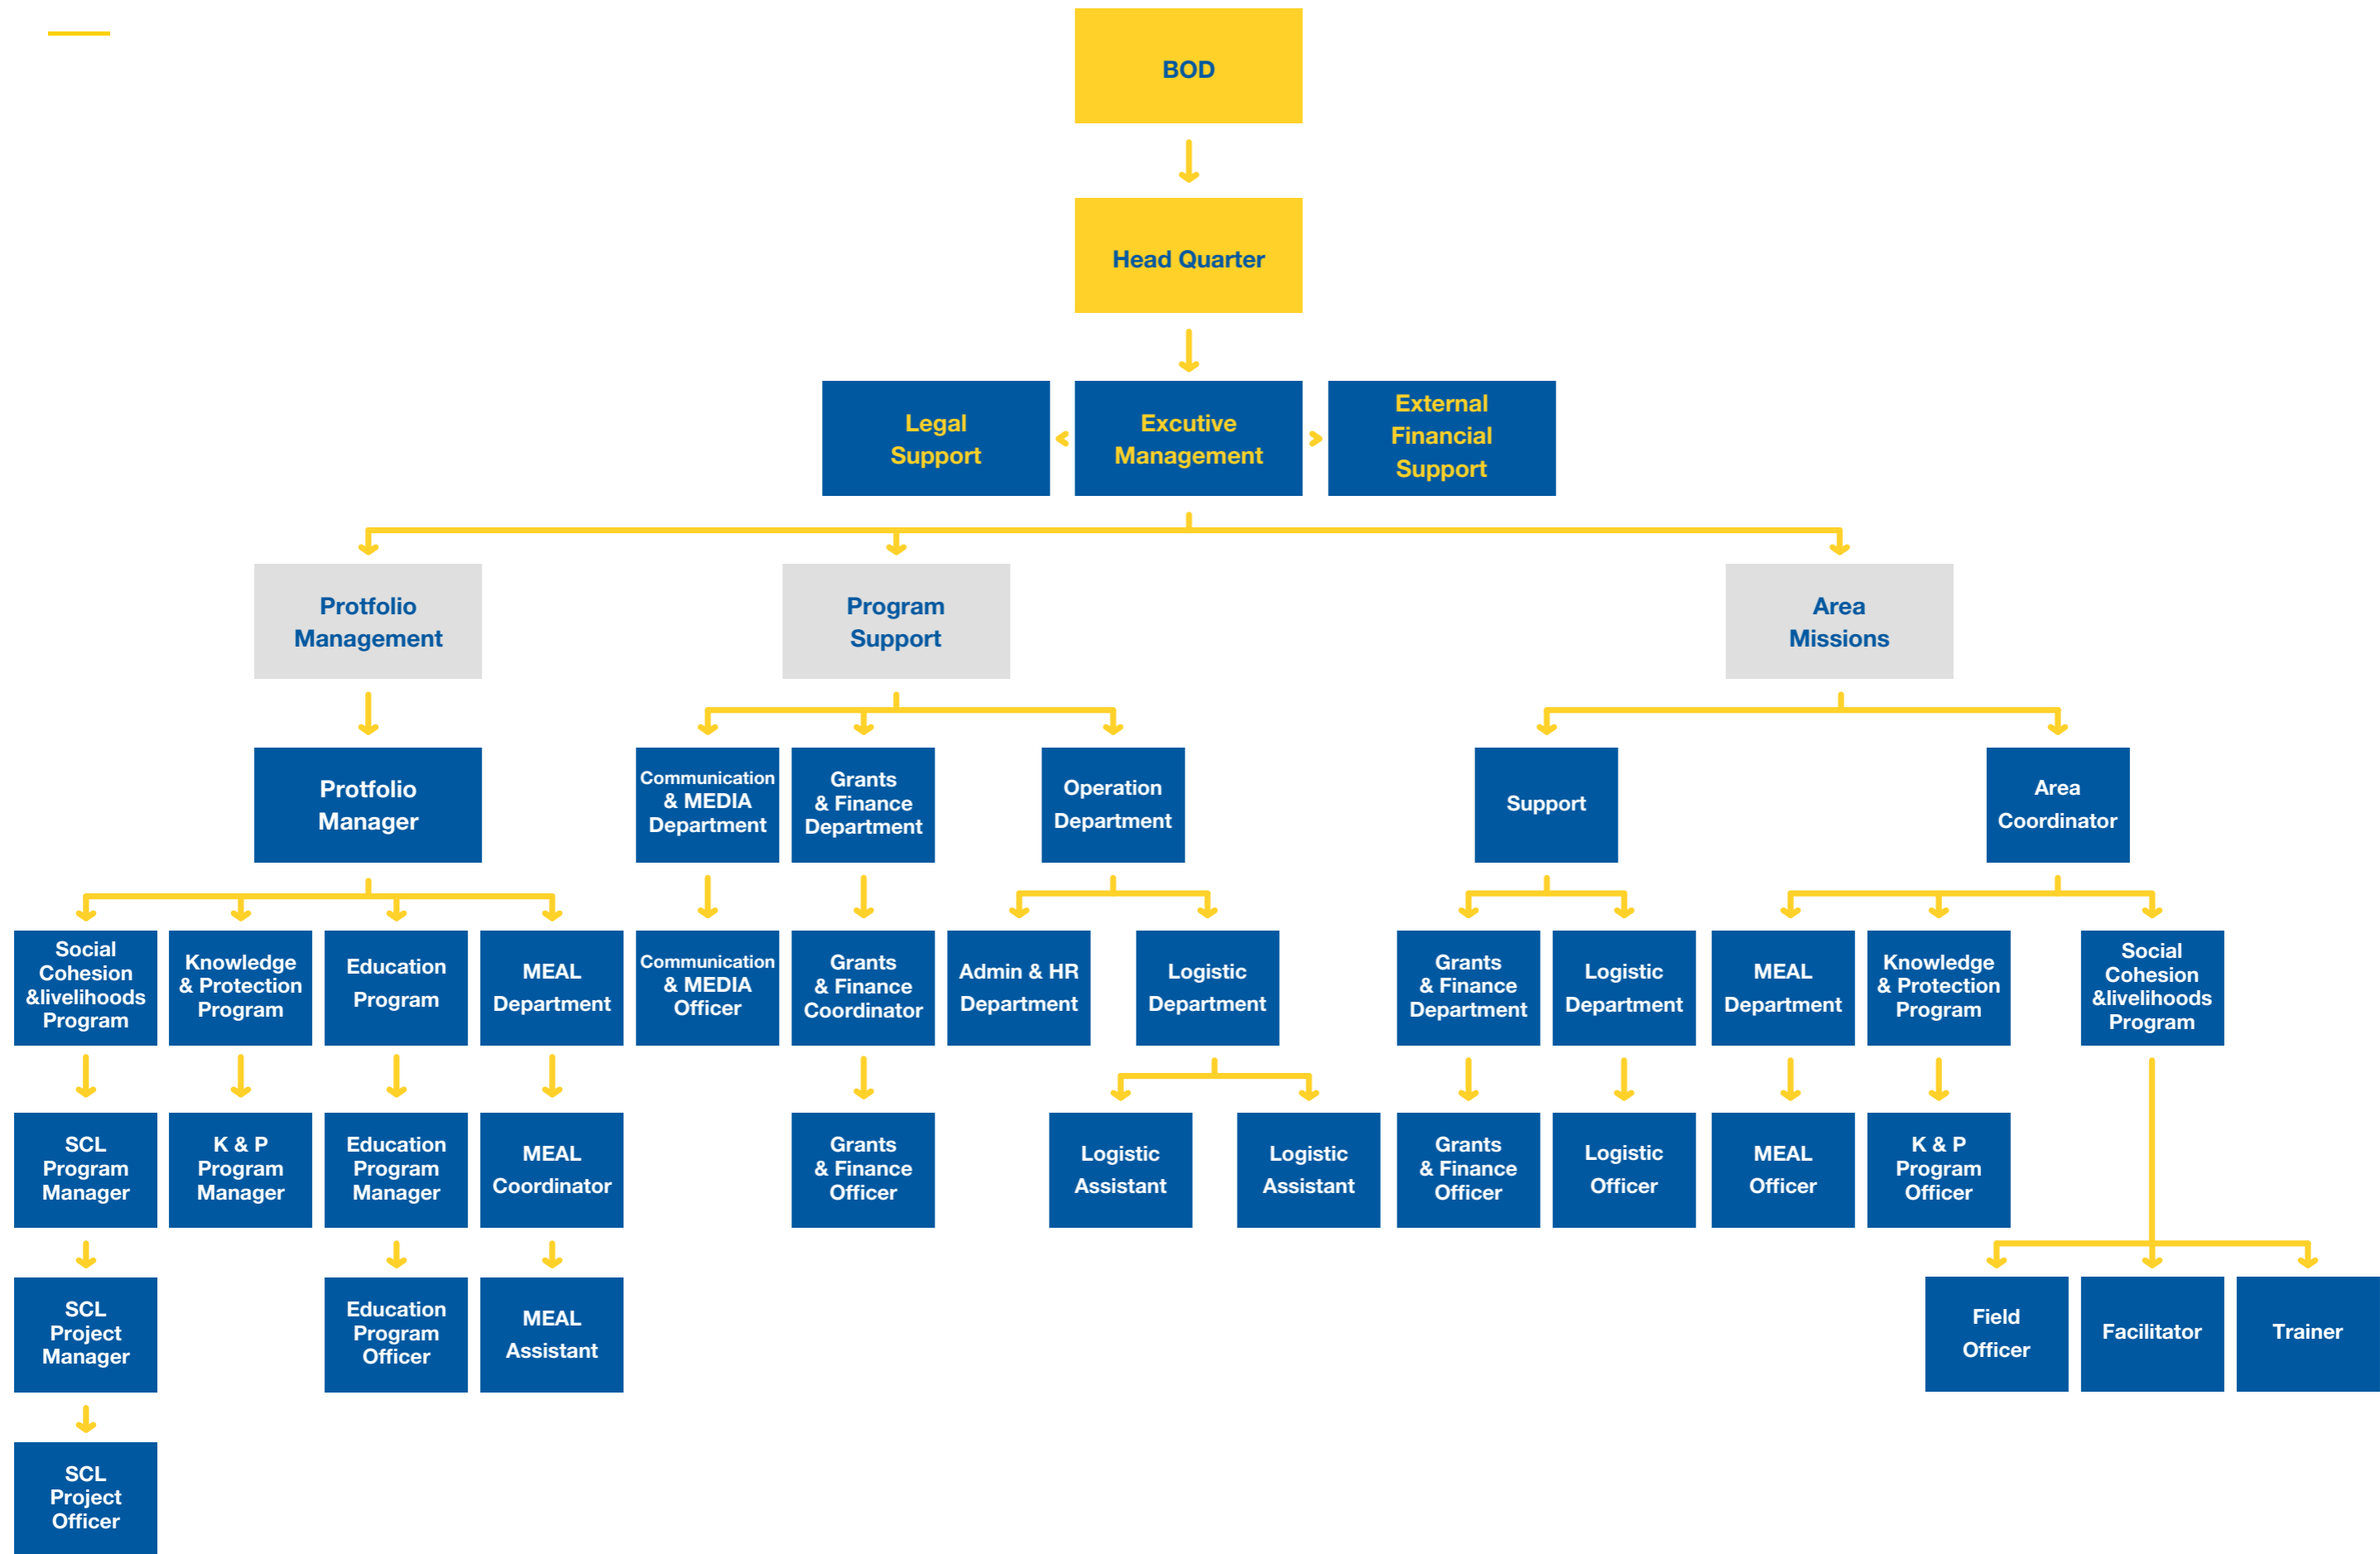 BOD
Head Quarter
Legal
Support
Excutive
Management
External
Financial
Support
Protfolio
Management
Program
Support
Area
Missions
Protfolio
Manager
Communication
& MEDIA
Department
Grants
& Finance
Department
Operation
Department
Support
Area
Coordinator
Social
Cohesion
&livelihoods
Program
Knowledge
& Protection
Program
Education
Program
MEAL
Department
Communication
& MEDIA
Officer
Grants
& Finance
Coordinator
Admin & HR
Department
Logistic
Department
Grants
& Finance
Department
Logistic
Department
MEAL
Department
Knowledge
& Protection
Program
Social
Cohesion
&livelihoods
Program
SCL
Program
Manager
K & P
Program
Manager
Education
Program
Manager
MEAL
Coordinator
Grants
& Finance
Officer
Logistic
Assistant
Logistic
Assistant
Grants
& Finance
Officer
Logistic
Officer
MEAL
Officer
K & P
Program
Officer
SCL
Project
Manager
Education
Program
Officer
MEAL
Assistant
Field
Officer
Facilitator
Trainer
SCL
Project
Officer